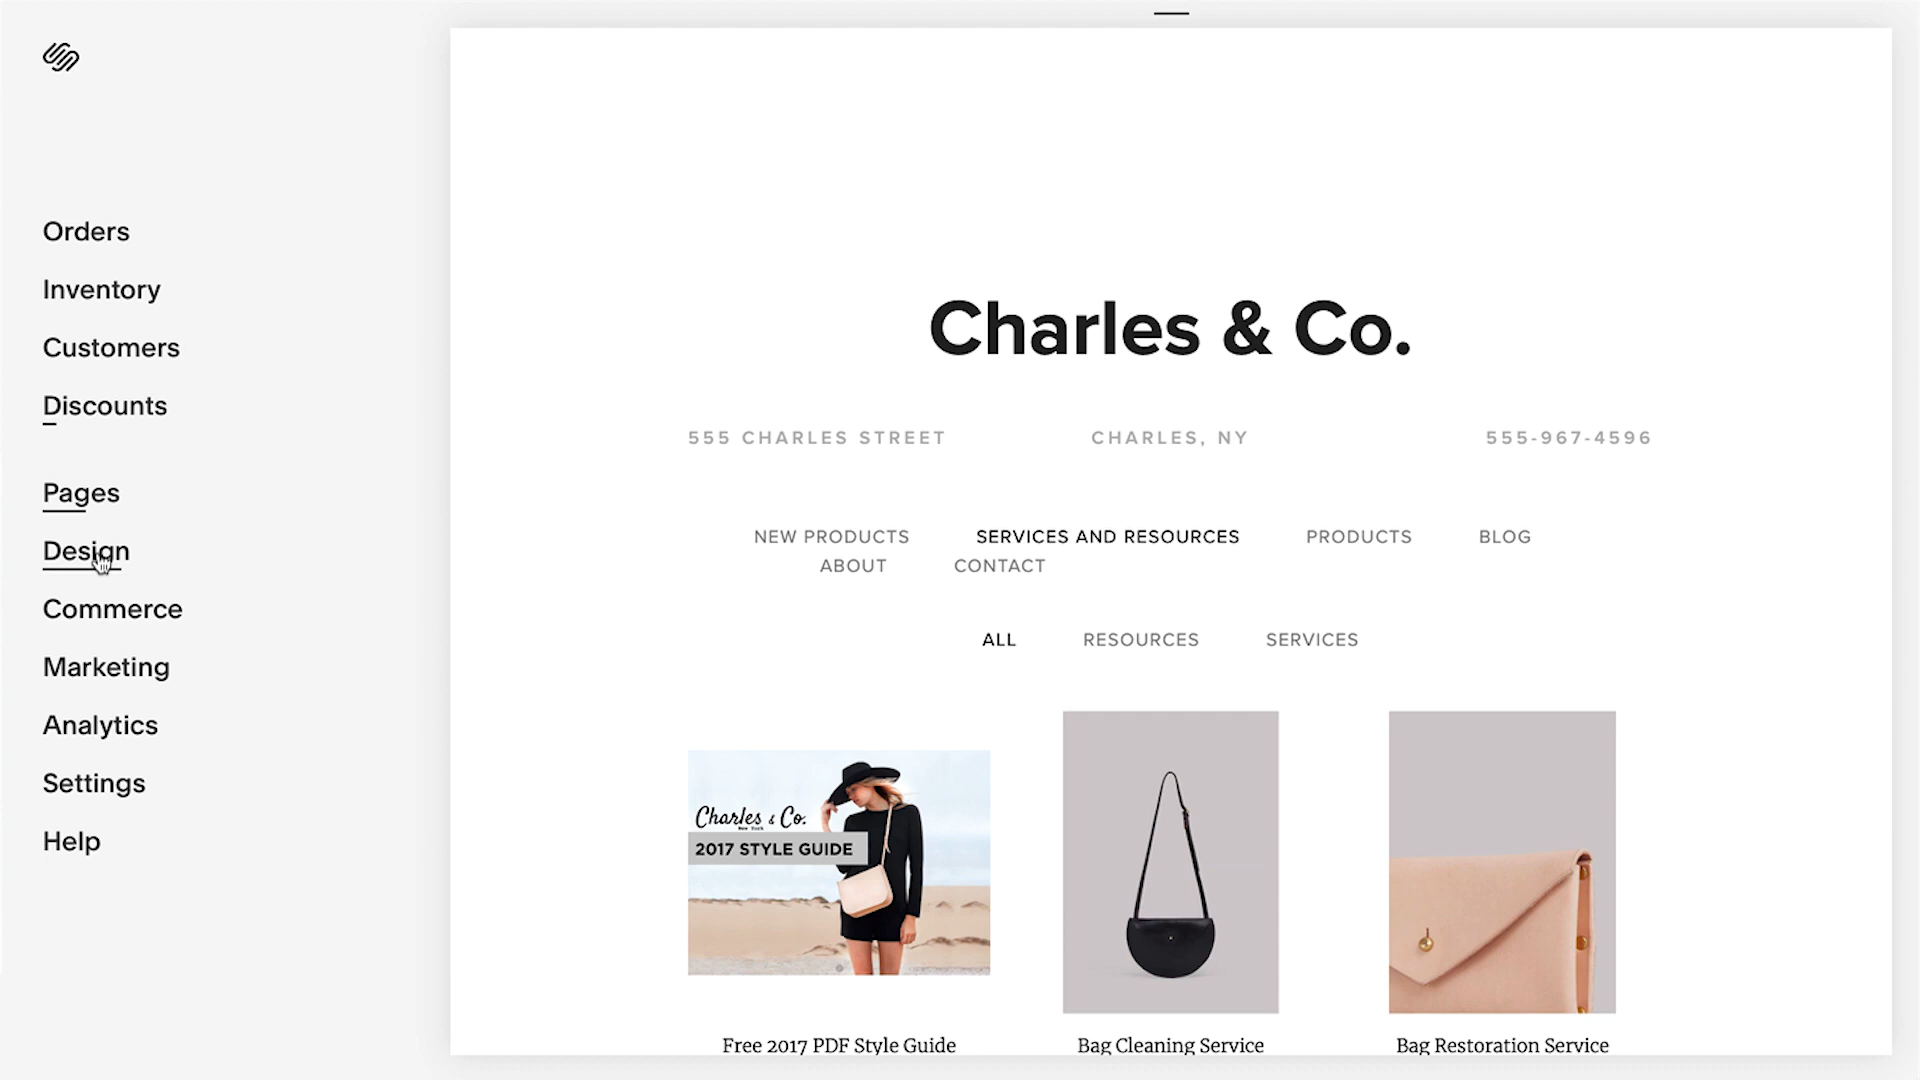 Orders
Inventory
Customers
Discounts
Pages
Design
Commerce
Marketing
Analytics
Settings
Help
Charles & Co.
555 CHARLES STREET CHARLES, NY 555-967-4596
NEW PRODUCTS SERVICES AND RESOURCES PRODUCTS BLOG
ABOUT CONTACT
ALL RESOURCES SERVICES
Charles & Co.
New York
2017 STYLE GUIDE
Free 2017 PDF Style Guide
Bag Cleaning Service
Bag Restoration Service